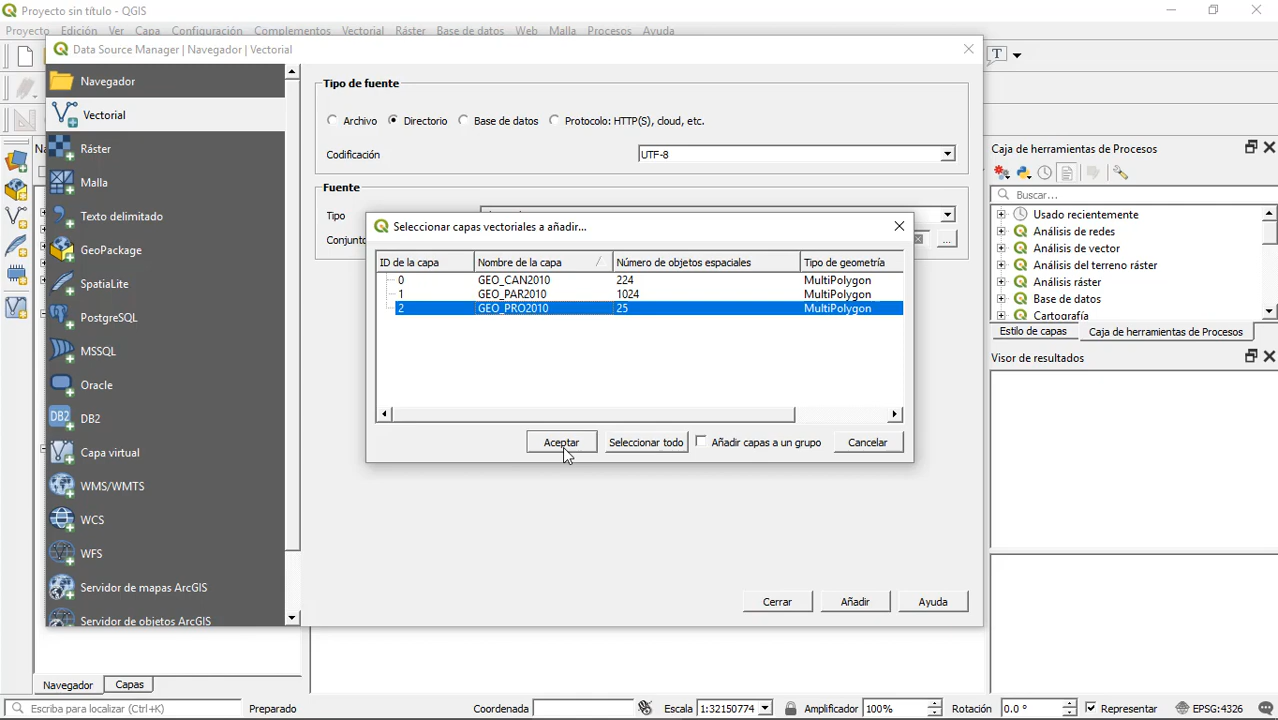 Proyecto sin título - QGIS
Proyecto Edición Ver Capa Configuración Complementos Vectorial Ráster Base de datos Web Malla Procesos Ayuda
Data Source Manager | Navegador | Vectorial
Navegador
Vectorial
Ráster
Malla
Texto delimitado
GeoPackage
SpatiaLite
PostgreSQL
MSSQL
Oracle
DB2 DB2
Capa virtual
WMS/WMTS
WCS
WFS
Servidor de mapas ArcGIS
Servidor de objetos ArcGIS
Tipo de fuente
Archivo Directorio Base de datos Protocolo: HTTP(S), cloud, etc.
Codificación UTF-8
Fuente
Tipo
Conjunto
...
Seleccionar capas vectoriales a añadir...
ID de la capa Nombre de la capa Número de objetos espaciales Tipo de geometría
0 GEO_CAN2010 224 MultiPolygon
1 GEO_PAR2010 1024 MultiPolygon
2 GEO_PRO2010 25 MultiPolygon
Aceptar Seleccionar todo Añadir capas a un grupo Cancelar
Cerrar Añadir Ayuda
T
Caja de herramientas de Procesos
Buscar...
Usado recientemente
Análisis de redes
Análisis de vector
Análisis del terreno ráster
Análisis ráster
Base de datos
Cartografía
Estilo de capas Caja de herramientas de Procesos
Visor de resultados
Na
Navegador Capas
Escriba para localizar (Ctrl+K) Preparado Coordenada Escala 1:32150774 Amplificador 100% Rotación 0.0 ° Representar EPSG:4326